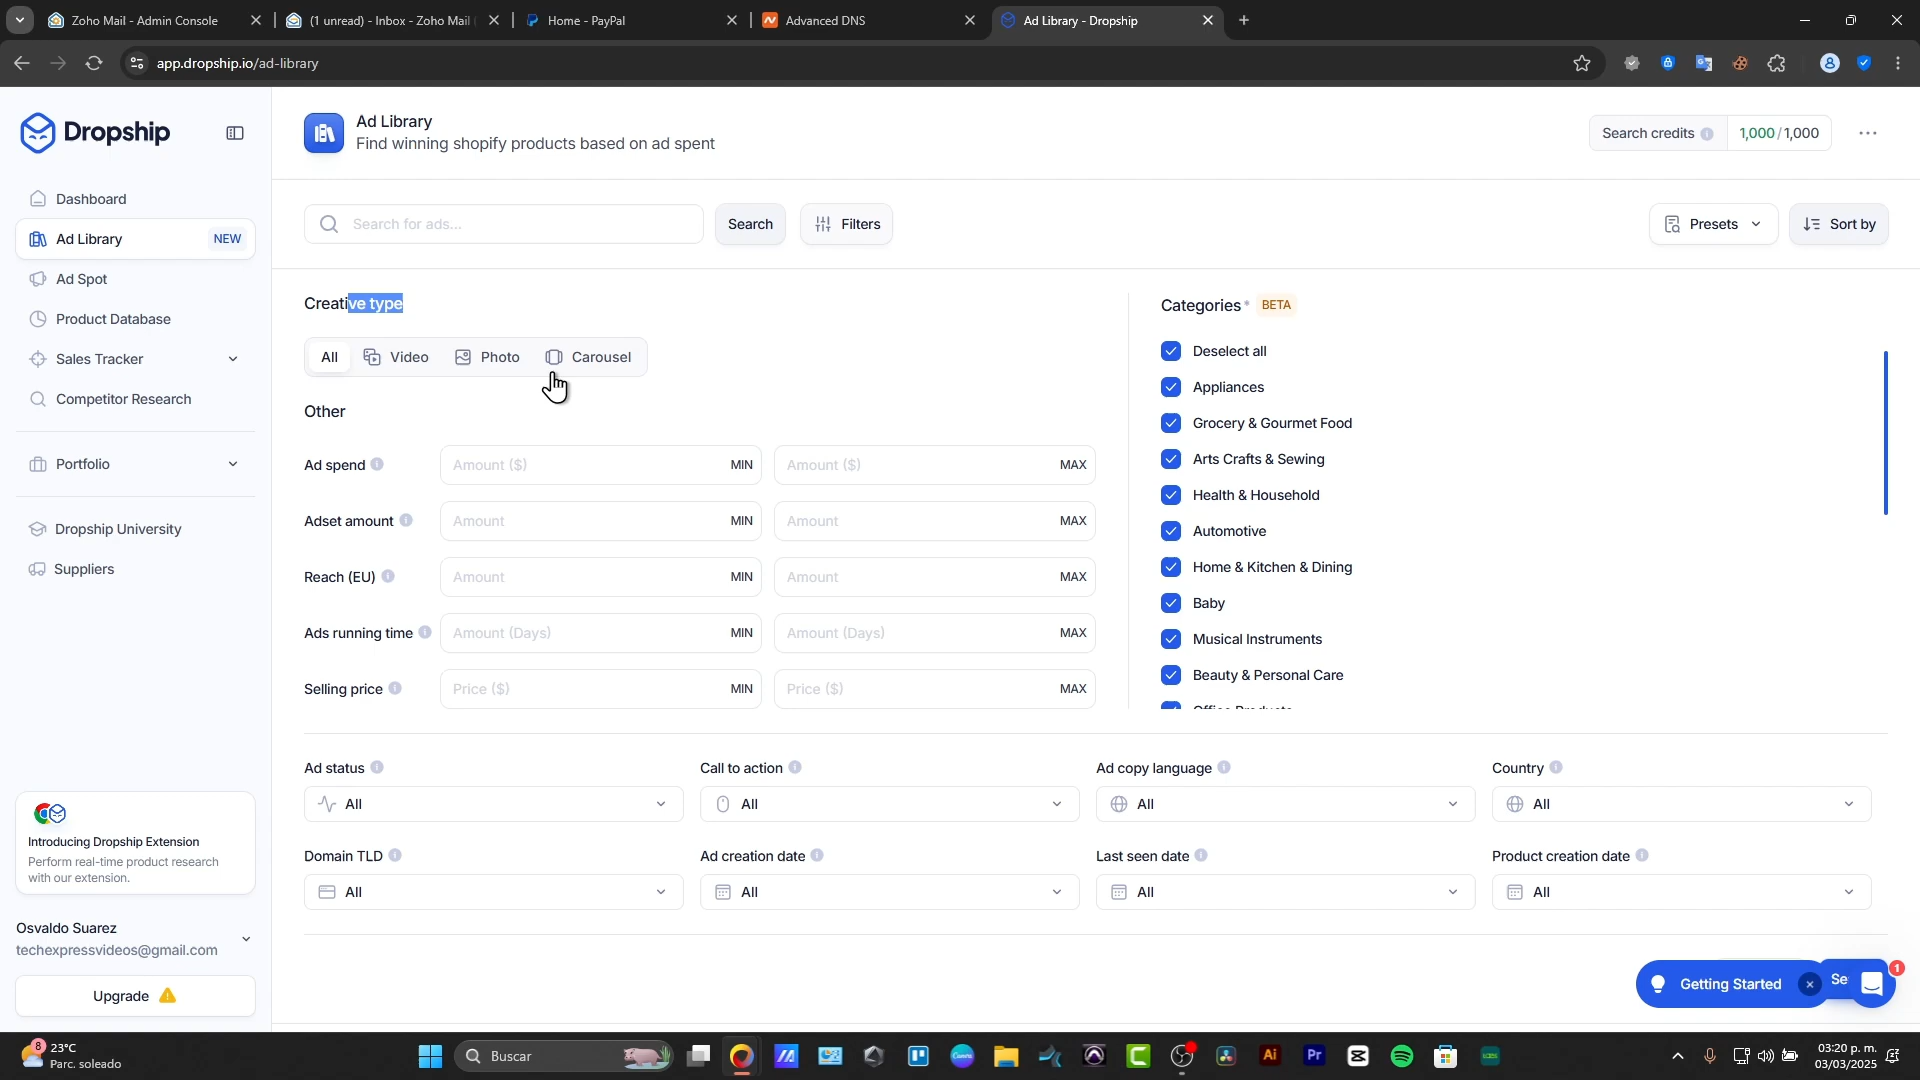 Zoho Mail - Admin Console
(1 unread) - Inbox - Zoho Mail
Home - PayPal
Advanced DNS
Ad Library - Dropship
app.dropship.io/ad-library
Dropship
Dashboard
Ad Library NEW
Ad Spot
Product Database
Sales Tracker
Competitor Research
Portfolio
Dropship University
Suppliers
Introducing Dropship Extension
Perform real-time product research
with our extension.
Osvaldo Suarez
techexpressvideos@gmail.com
Upgrade
Ad Library
Find winning shopify products based on ad spent
Search credits 1,000/1,000
Search for ads...
Search
Filters
Presets
Sort by
Creative type
All Video Photo Carousel
Other
Ad spend Amount ($) MIN Amount ($) MAX
Adset amount Amount MIN Amount MAX
Reach (EU) Amount MIN Amount MAX
Ads running time Amount (Days) MIN Amount (Days) MAX
Selling price Price ($) MIN Price ($) MAX
Categories* BETA
Deselect all
Appliances
Grocery & Gourmet Food
Arts Crafts & Sewing
Health & Household
Automotive
Home & Kitchen & Dining
Baby
Musical Instruments
Beauty & Personal Care
Ad status Call to action Ad copy language Country
All All All All
Domain TLD Ad creation date Last seen date Product creation date
All All All All
Getting Started
Se
1
8
23°C
Parc. soleado
Buscar
Ai
Pr
03:20 p. m.
03/03/2025